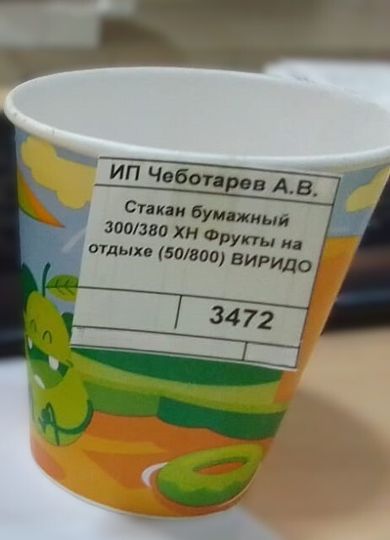 ИП Чеботарев А.В.
Стакан бумажный
300/380 ХН Фрукты на
отдыхе (50/800) ВИРИДО
3472